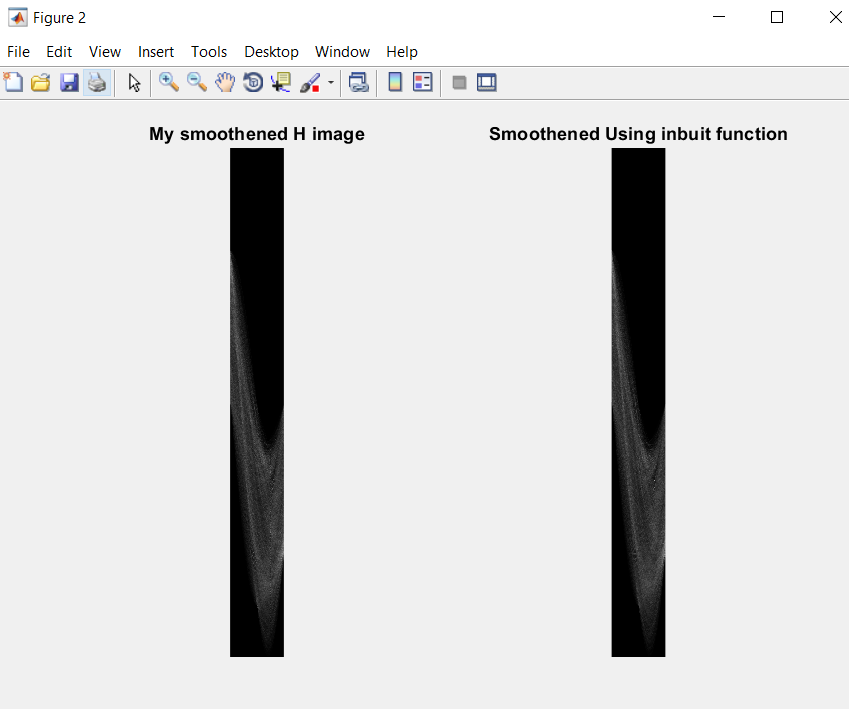 Figure 2
File Edit View Insert Tools Desktop Window Help
My smoothened H image
Smoothened Using inbuit function